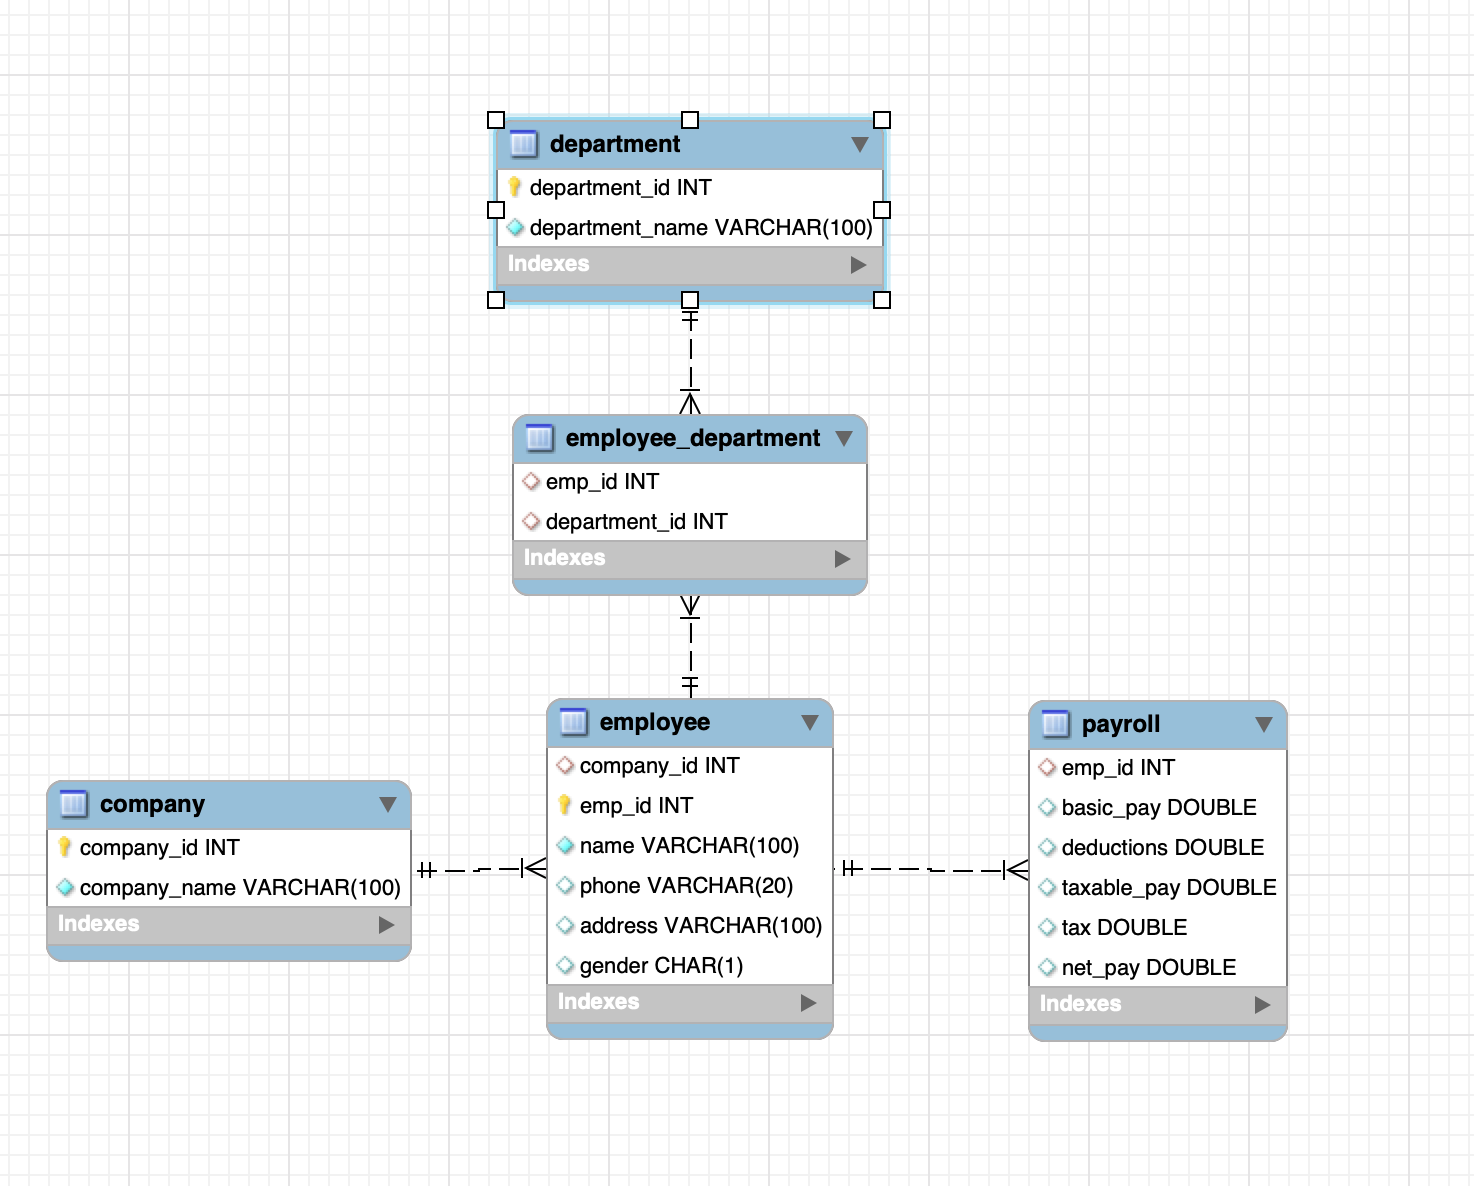 department
department_id INT
department_name VARCHAR(100)
Indexes
employee_department
emp_id INT
department_id INT
Indexes
employee
company_id INT
emp_id INT
name VARCHAR(100)
phone VARCHAR(20)
address VARCHAR(100)
gender CHAR(1)
Indexes
company
company_id INT
company_name VARCHAR(100)
Indexes
payroll
emp_id INT
basic_pay DOUBLE
deductions DOUBLE
taxable_pay DOUBLE
tax DOUBLE
net_pay DOUBLE
Indexes